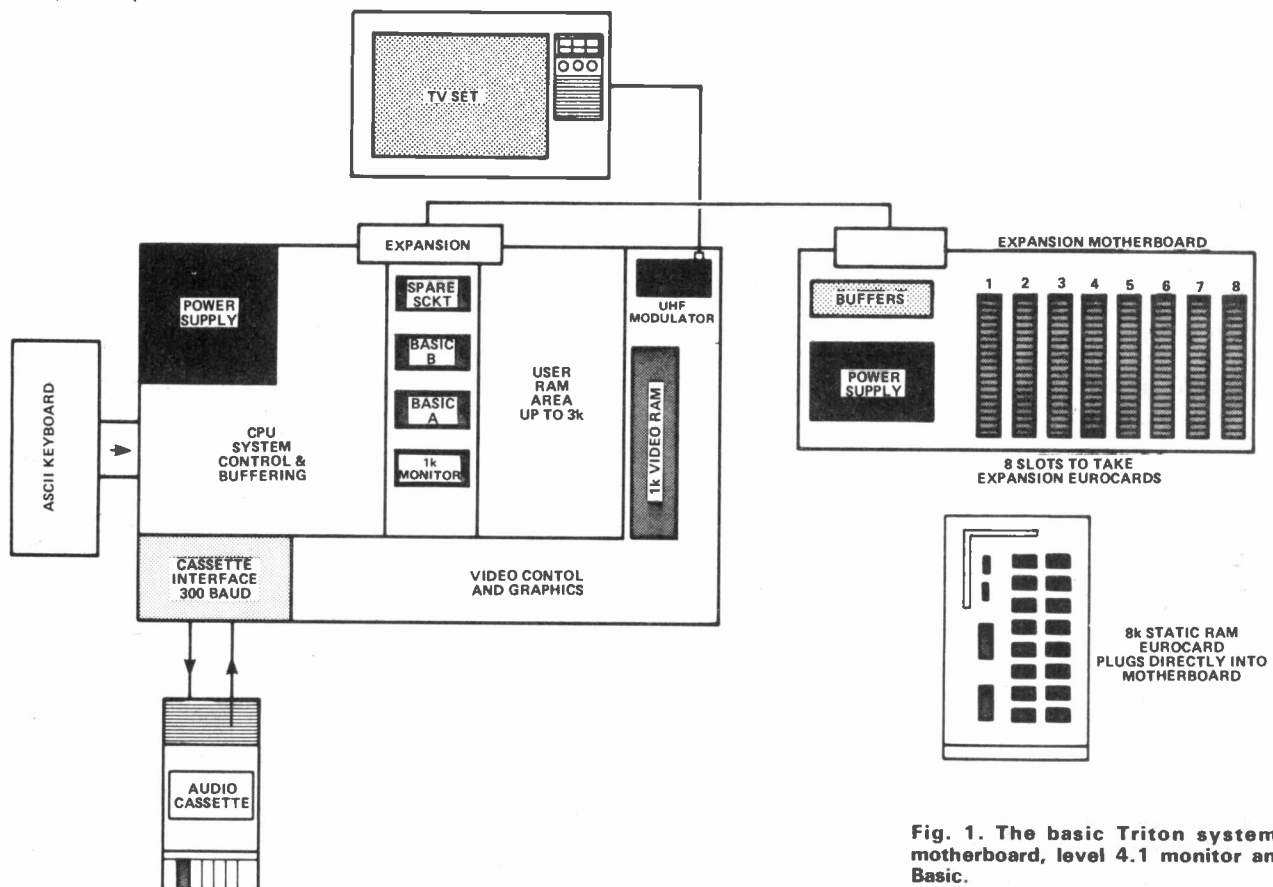 TV SET
EXPANSION
POWER
SUPPLY
SPARE
SCKT
BASIC
B
BASIC
A
1k
MONITOR
CPU
SYSTEM
CONTROL &
BUFFERING
USER
RAM
AREA
UP TO 3k
UHF
MODULATOR
1k VIDEO RAM
ASCII KEYBOARD
CASSETTE
INTERFACE
300 BAUD
VIDEO CONTOL
AND GRAPHICS
AUDIO
CASSETTE
EXPANSION MOTHERBOARD
BUFFERS
1 2 3 4 5 6 7 8
POWER
SUPPLY
8 SLOTS TO TAKE
EXPANSION EUROCARDS
8k STATIC RAM
EUROCARD
PLUGS DIRECTLY INTO
MOTHERBOARD
Fig. 1. The basic Triton system
motherboard, level 4.1 monitor an
Basic.